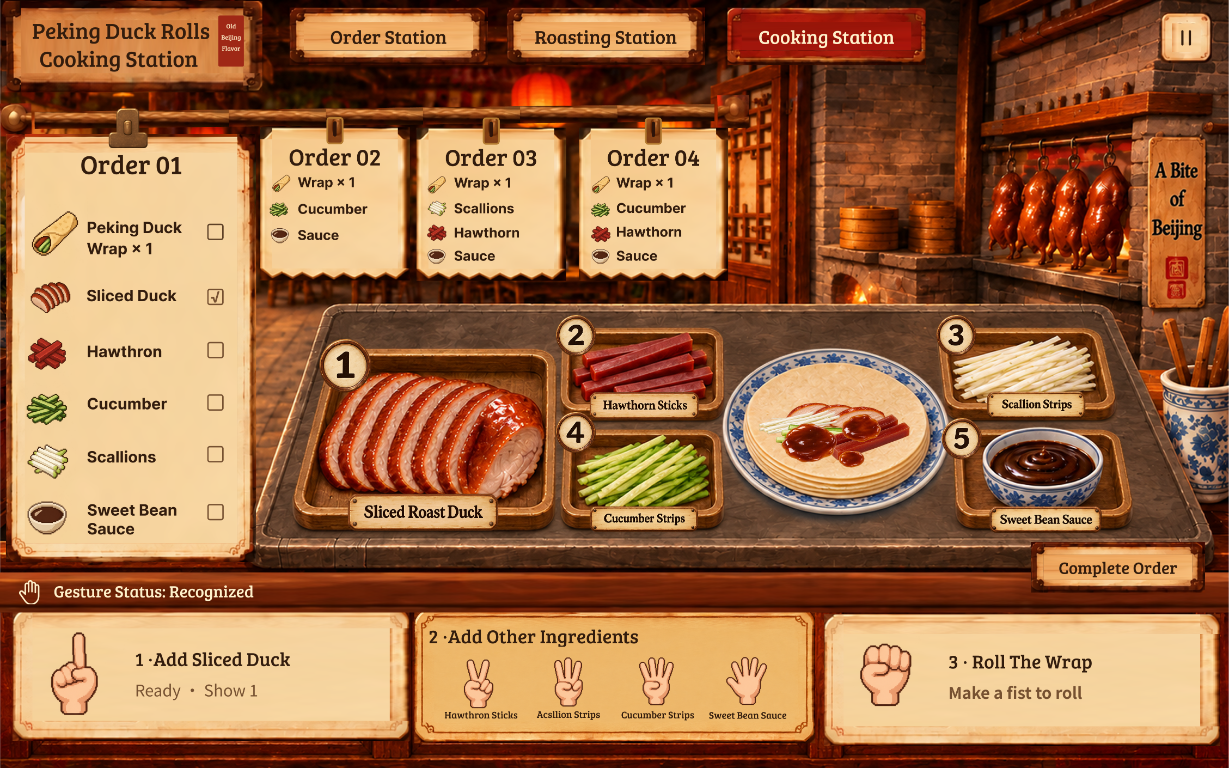 Peking Duck Rolls
Cooking Station
Old
Beijing
Flavor
Order Station
Roasting Station
Cooking Station
Order 01
Peking Duck
Wrap × 1
Sliced Duck
Hawthron
Cucumber
Scallions
Sweet Bean
Sauce
Order 02
Wrap × 1
Cucumber
Sauce
Order 03
Wrap × 1
Scallions
Hawthorn
Sauce
Order 04
Wrap × 1
Cucumber
Hawthorn
Sauce
A Bite
of
Beijing
1
Sliced Roast Duck
2
Hawthorn Sticks
4
Cucumber Strips
3
Scallion Strips
5
Sweet Bean Sauce
Complete Order
Gesture Status: Recognized
1 ·Add Sliced Duck
Ready • Show 1
2 ·Add Other Ingredients
Hawthron Sticks
Acsllion Strips
Cucumber Strips
Sweet Bean Sauce
3 · Roll The Wrap
Make a fist to roll